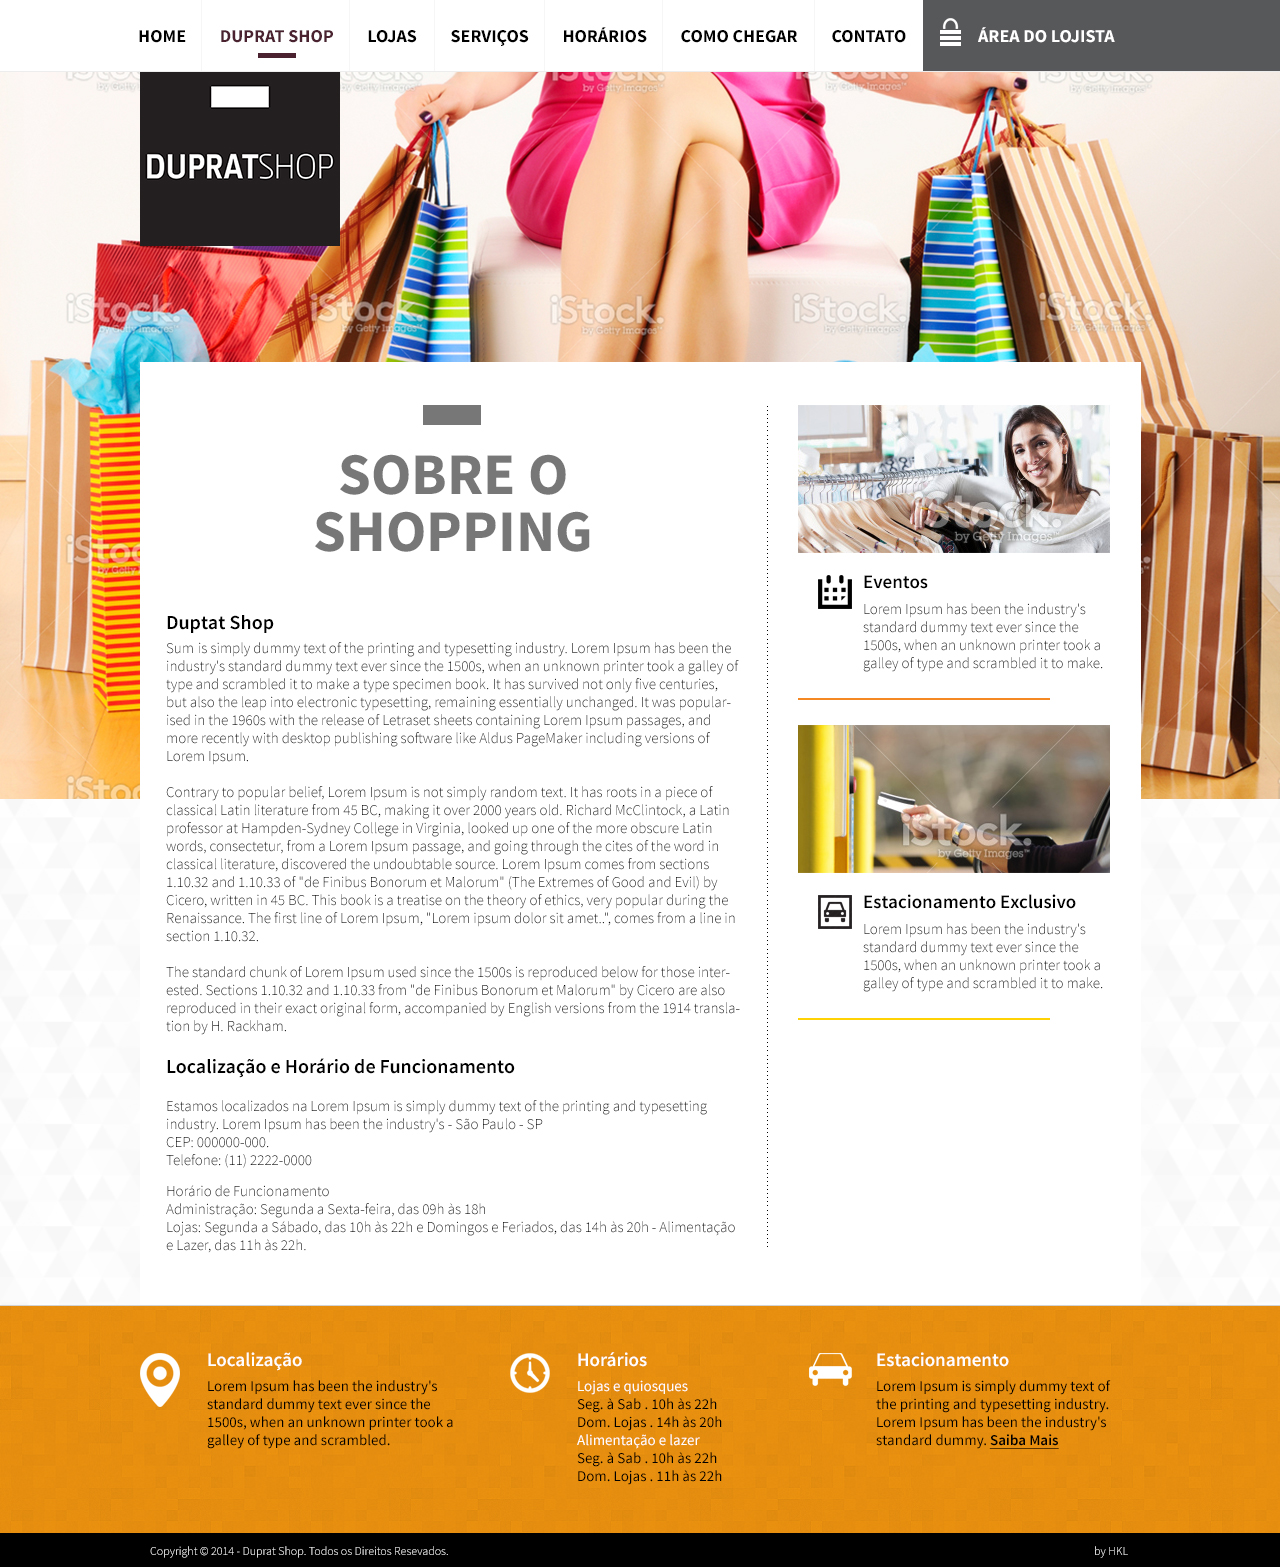 HOME
DUPRAT SHOP
LOJAS
SERVIÇOS
HORÁRIOS
COMO CHEGAR
CONTATO
ÁREA DO LOJISTA
DUPRATSHOP
iStock.
by Getty Images™
SOBRE O
SHOPPING
Duptat Shop
Sum is simply dummy text of the printing and typesetting industry. Lorem Ipsum has been the
industry's standard dummy text ever since the 1500s, when an unknown printer took a galley of
type and scrambled it to make a type specimen book. It has survived not only five centuries,
but also the leap into electronic typesetting, remaining essentially unchanged. It was popular-
ised in the 1960s with the release of Letraset sheets containing Lorem Ipsum passages, and
more recently with desktop publishing software like Aldus PageMaker including versions of
Lorem Ipsum.
Contrary to popular belief, Lorem Ipsum is not simply random text. It has roots in a piece of
classical Latin literature from 45 BC, making it over 2000 years old. Richard McClintock, a Latin
professor at Hampden-Sydney College in Virginia, looked up one of the more obscure Latin
words, consectetur, from a Lorem Ipsum passage, and going through the cites of the word in
classical literature, discovered the undoubtable source. Lorem Ipsum comes from sections
1.10.32 and 1.10.33 of "de Finibus Bonorum et Malorum" (The Extremes of Good and Evil) by
Cicero, written in 45 BC. This book is a treatise on the theory of ethics, very popular during the
Renaissance. The first line of Lorem Ipsum, "Lorem ipsum dolor sit amet..", comes from a line in
section 1.10.32.
The standard chunk of Lorem Ipsum used since the 1500s is reproduced below for those inter-
ested. Sections 1.10.32 and 1.10.33 from "de Finibus Bonorum et Malorum" by Cicero are also
reproduced in their exact original form, accompanied by English versions from the 1914 transla-
tion by H. Rackham.
Localização e Horário de Funcionamento
Estamos localizados na Lorem Ipsum is simply dummy text of the printing and typesetting
industry. Lorem Ipsum has been the industry's - São Paulo - SP
CEP: 000000-000.
Telefone: (11) 2222-0000
Horário de Funcionamento
Administração: Segunda a Sexta-feira, das 09h às 18h
Lojas: Segunda a Sábado, das 10h às 22h e Domingos e Feriados, das 14h às 20h - Alimentação
e Lazer, das 11h às 22h.
iStock.
by Getty Images™
Eventos
Lorem Ipsum has been the industry's
standard dummy text ever since the
1500s, when an unknown printer took a
galley of type and scrambled it to make.
iStock.
by Getty Images™
Estacionamento Exclusivo
Lorem Ipsum has been the industry's
standard dummy text ever since the
1500s, when an unknown printer took a
galley of type and scrambled it to make.
Localização
Lorem Ipsum has been the industry's
standard dummy text ever since the
1500s, when an unknown printer took a
galley of type and scrambled.
Horários
Lojas e quiosques
Seg. à Sab . 10h às 22h
Dom. Lojas . 14h às 20h
Alimentação e lazer
Seg. à Sab . 10h às 22h
Dom. Lojas . 11h às 22h
Estacionamento
Lorem Ipsum is simply dummy text of
the printing and typesetting industry.
Lorem Ipsum has been the industry's
standard dummy. Saiba Mais
Copyright © 2014 - Duprat Shop. Todos os Direitos Resevados.
by HKL